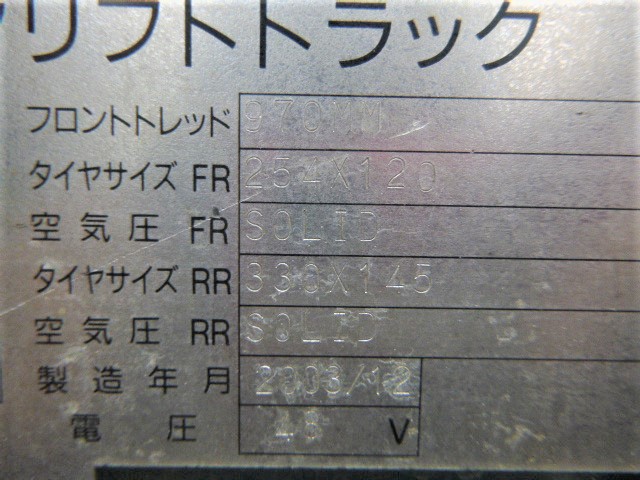 リフトトラック
フロントトレッド 970MM
タイヤサイズ FR 254X120
空気圧 FR SOLID
タイヤサイズ RR 330X145
空気圧 RR SOLID
製造年月 2003/12
電圧 48 V